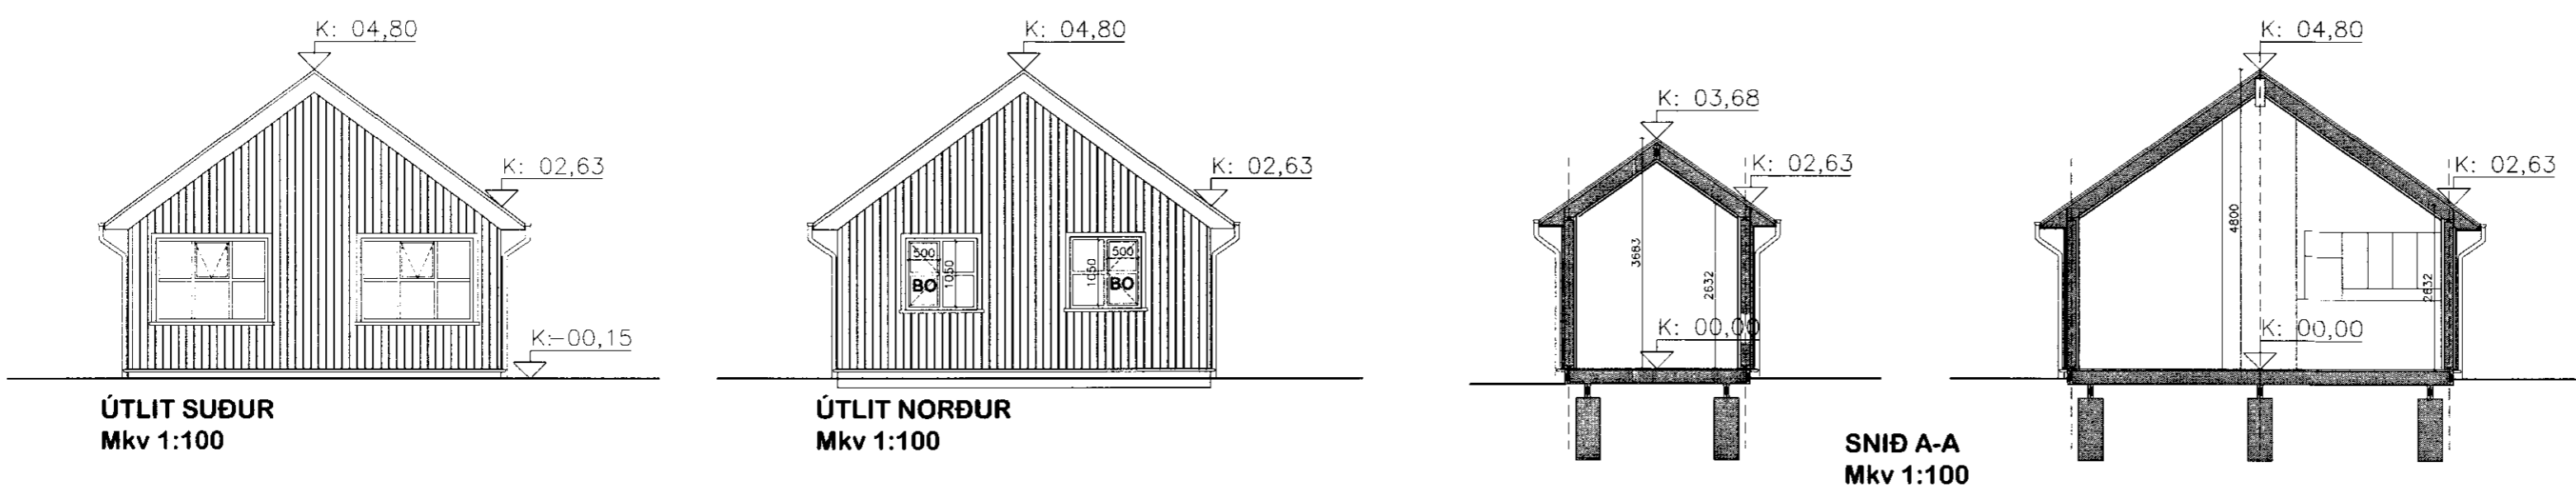 K: 04,80
K: 02,63
K:-00,15
ÚTLIT SUÐUR
Mkv 1:100
K: 04,80
K: 02,63
500
1050
BO
1050
500
BO
ÚTLIT NORÐUR
Mkv 1:100
K: 03,68
K: 02,63
3683
2632
K: 00,00
K: 04,80
K: 02,63
4800
2632
K: 00,00
SNIÐ A-A
Mkv 1:100